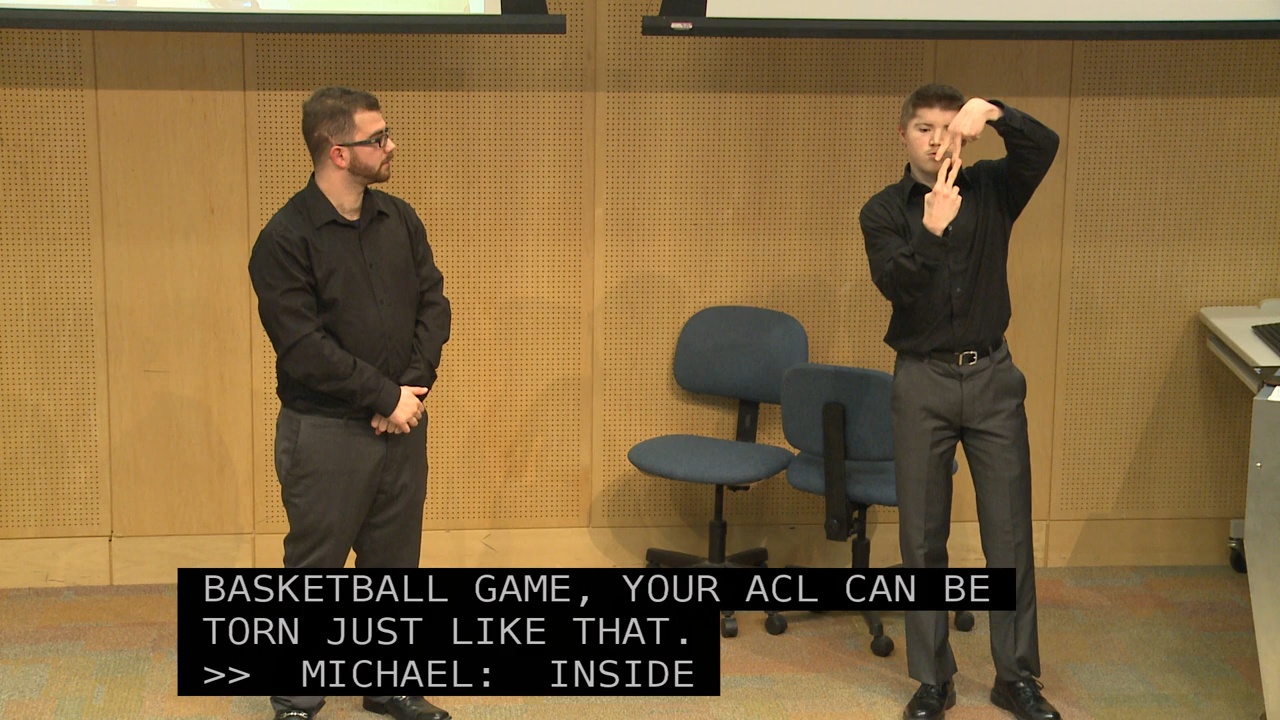 BASKETBALL GAME, YOUR ACL CAN BE
TORN JUST LIKE THAT.
>> MICHAEL: INSIDE